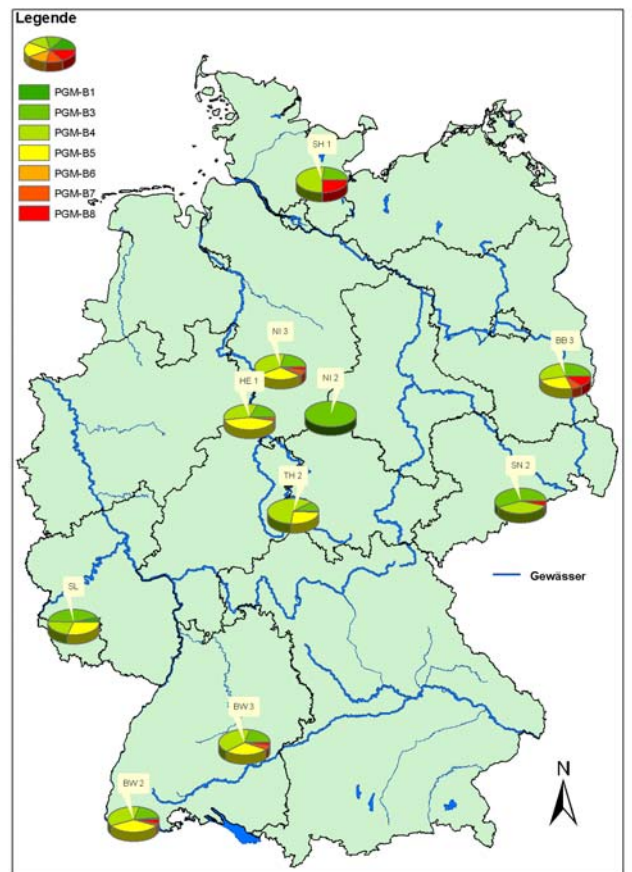 Legende
PGM-B1
PGM-B3
PGM-B4
PGM-B5
PGM-B6
PGM-B7
PGM-B8
SH 1
NI 3
BB 3
HE 1
NI 2
SN 2
TH 2
Gewässer
SL
BW 3
N
BW 2